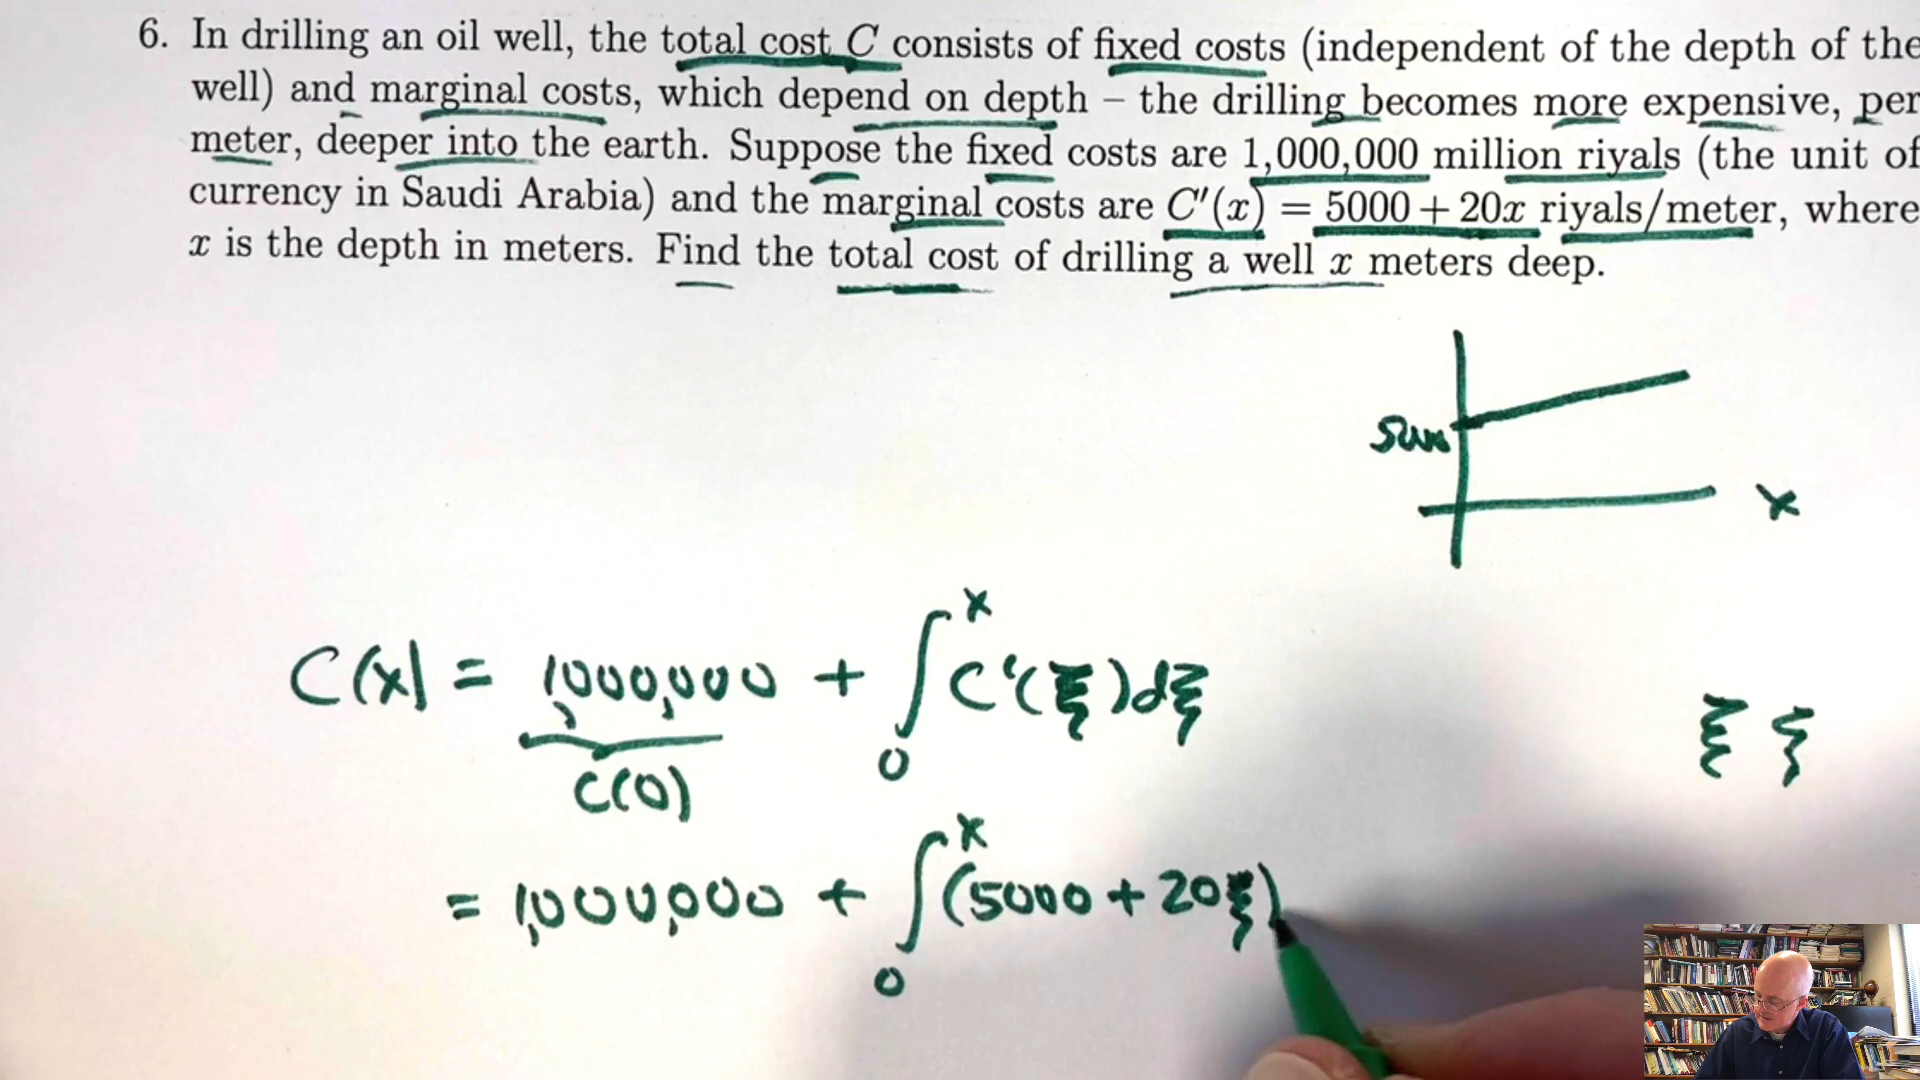 6. In drilling an oil well, the total cost C consists of fixed costs (independent of the depth of the
well) and marginal costs, which depend on depth – the drilling becomes more expensive, per
meter, deeper into the earth. Suppose the fixed costs are 1,000,000 million riyals (the unit of
currency in Saudi Arabia) and the marginal costs are C′(x) = 5000 + 20x riyals/meter, where
x is the depth in meters. Find the total cost of drilling a well x meters deep.
5000
x
C(x) = 1,000,000 + ∫₀ˣ C'(ξ)dξ
ξ ξ
C(0)
= 1,000,000 + ∫₀ˣ (5000 + 20ξ)